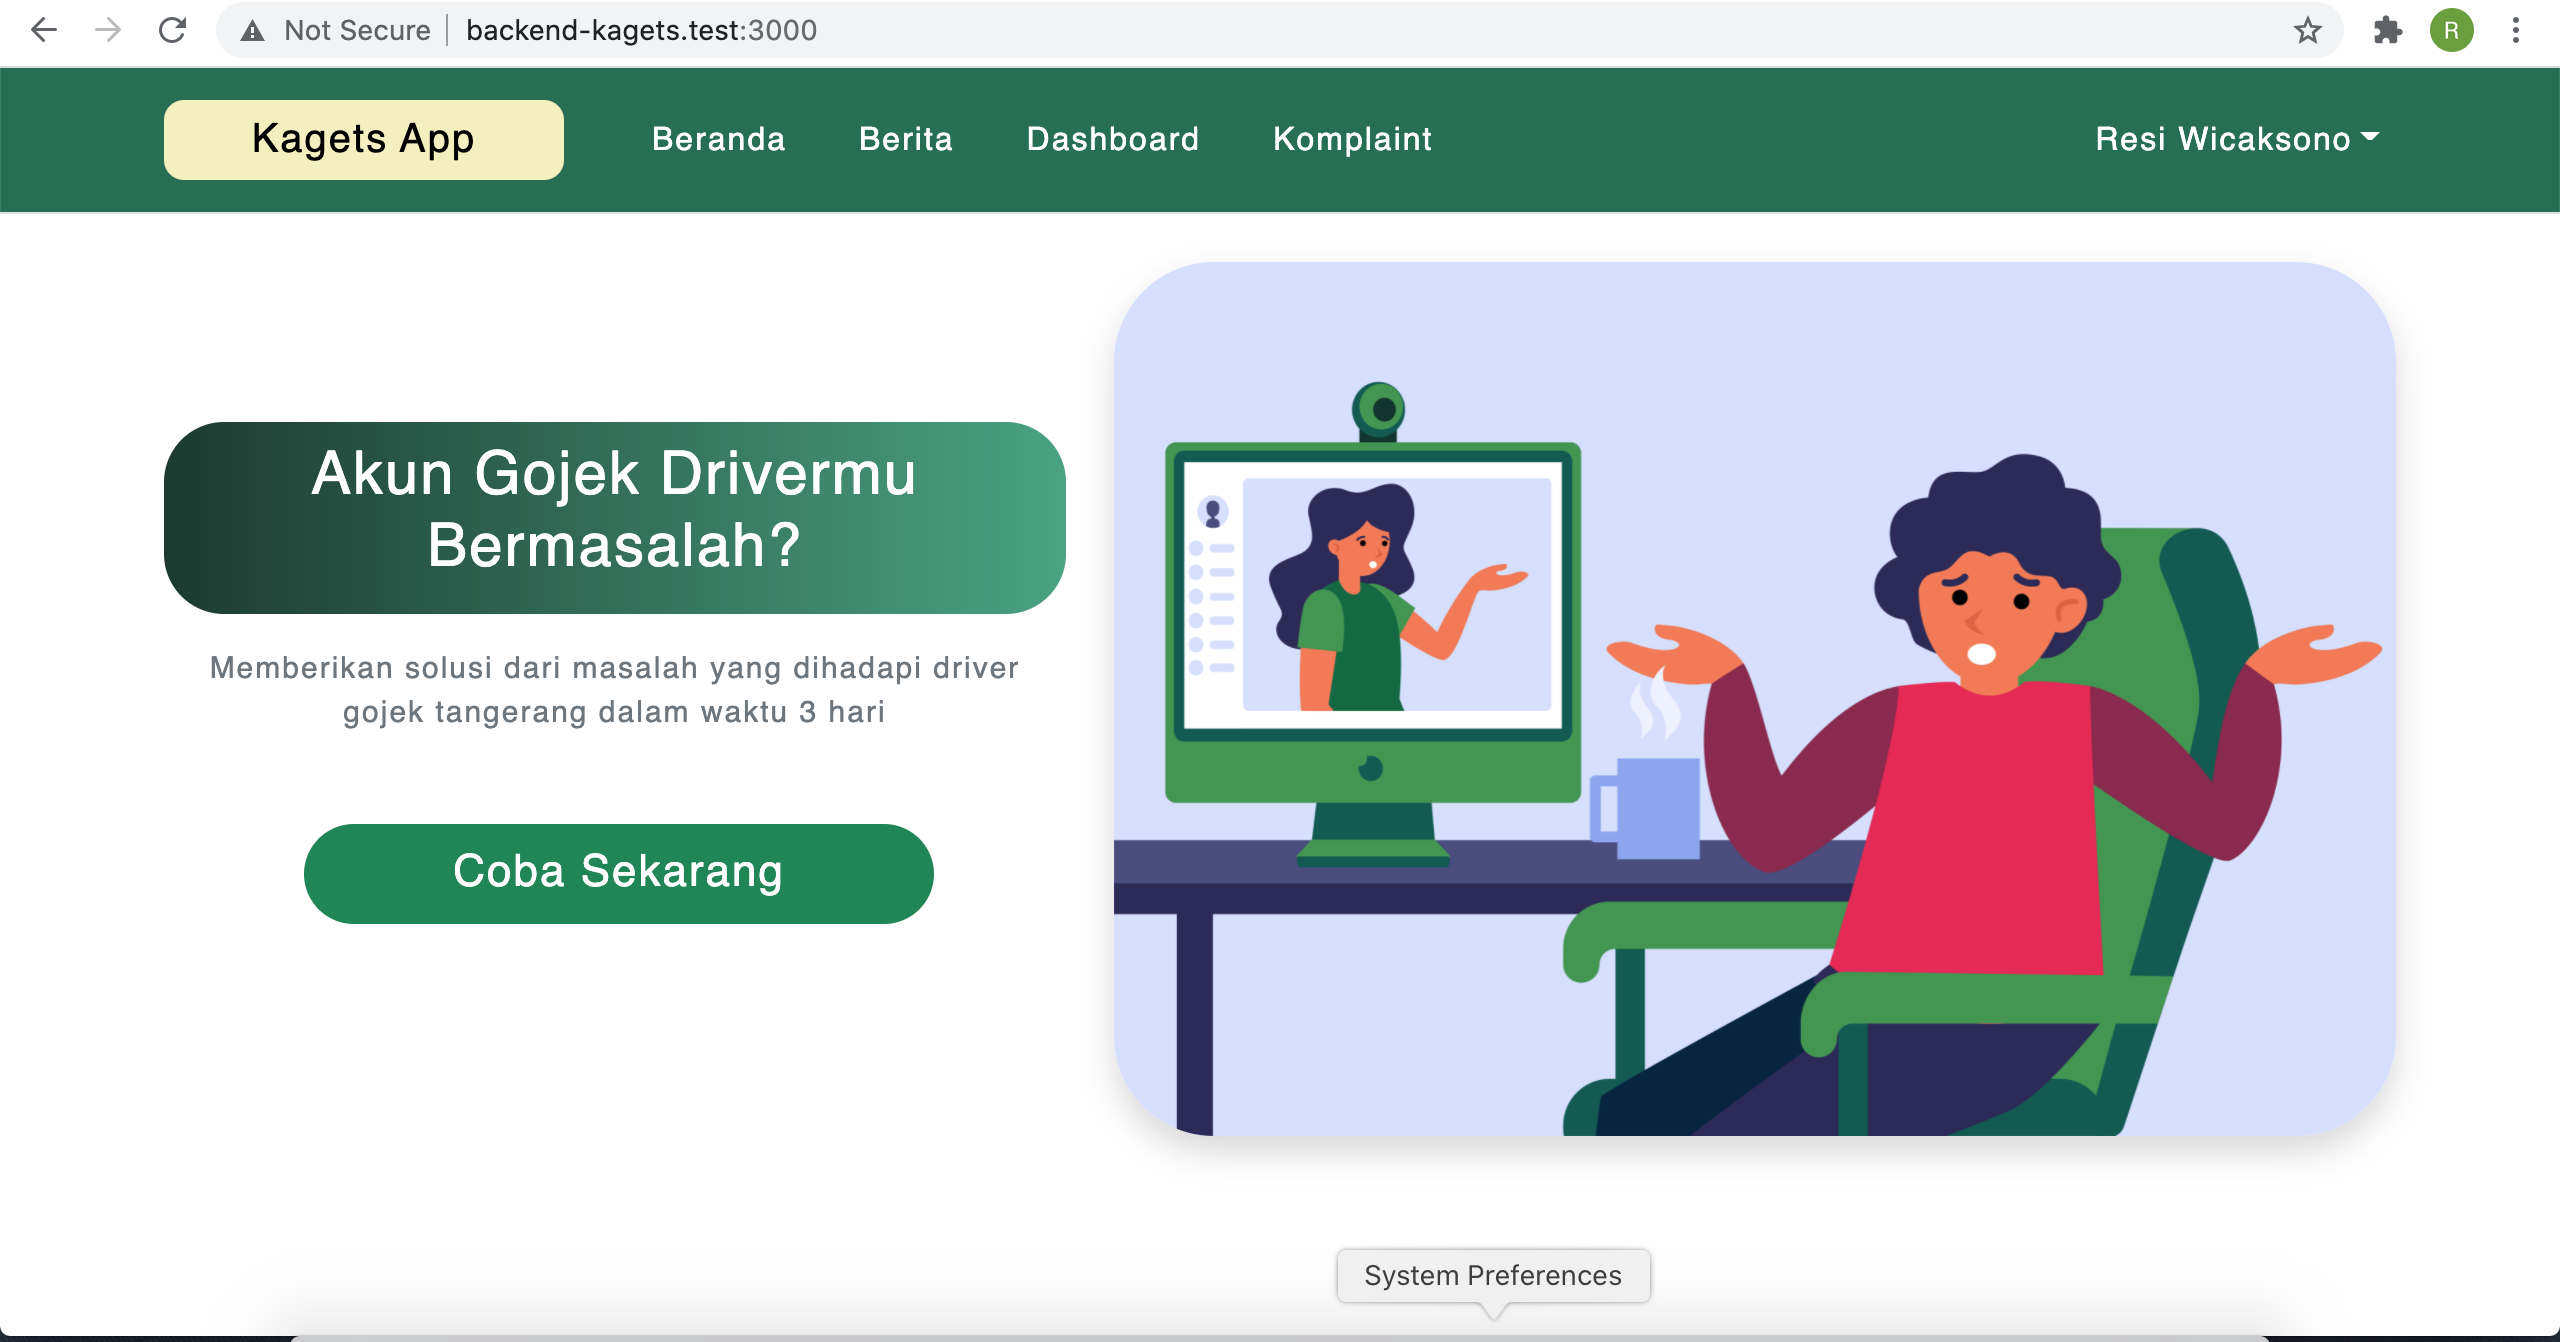 Not Secure | backend-kagets.test:3000
R
Kagets App
Beranda
Berita
Dashboard
Komplaint
Resi Wicaksono
Akun Gojek Drivermu
Bermasalah?
Memberikan solusi dari masalah yang dihadapi driver
gojek tangerang dalam waktu 3 hari
Coba Sekarang
System Preferences